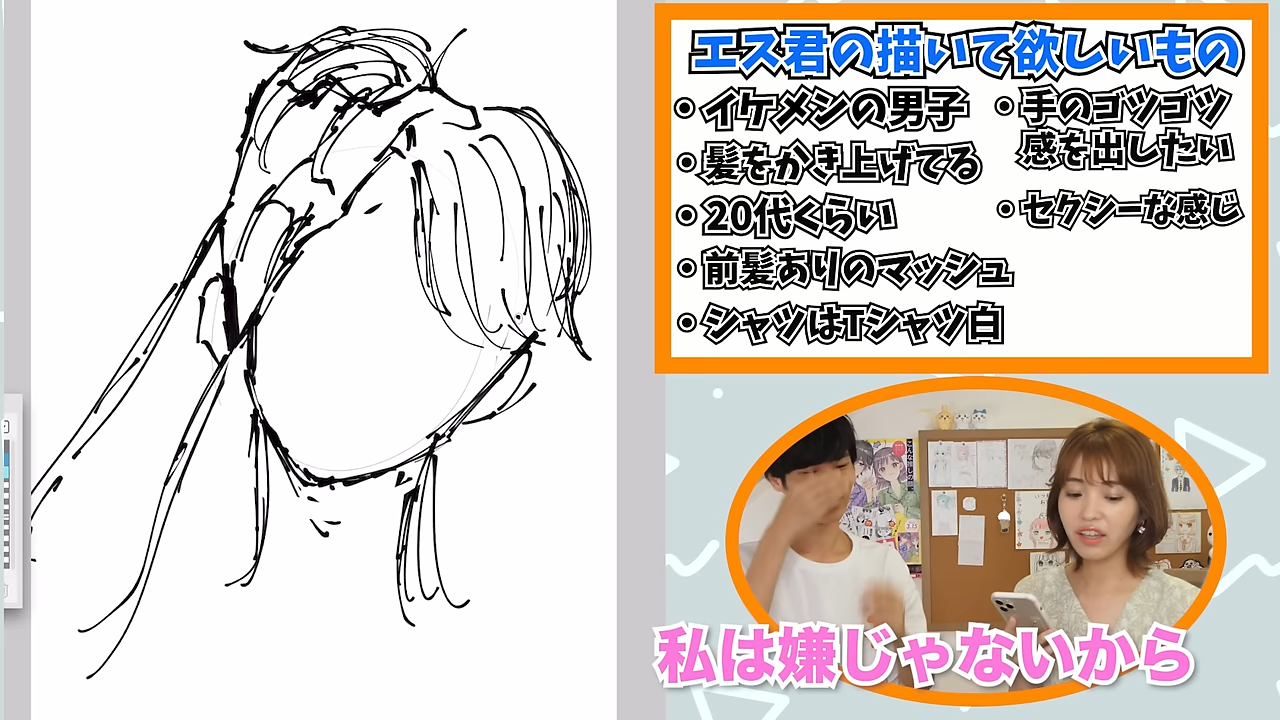 エス君の描いて欲しいもの
・イケメンの男子
・髪をかき上げてる
・20代くらい
・前髪ありのマッシュ
・シャツはTシャツ白
・手のゴツゴツ
感を出したい
・セクシーな感じ
私は嫌じゃないから